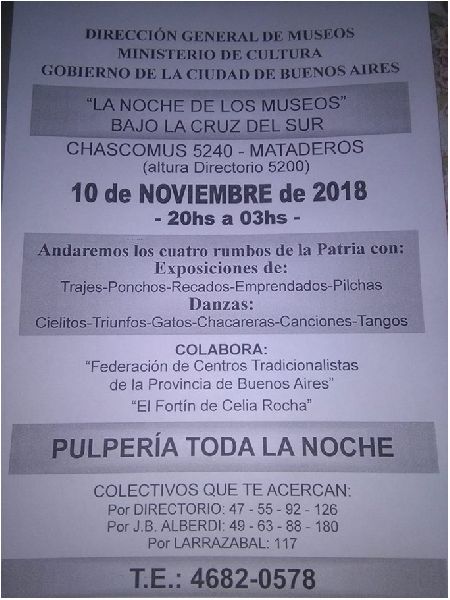 DIRECCIÓN GENERAL DE MUSEOS
MINISTERIO DE CULTURA
GOBIERNO DE LA CIUDAD DE BUENOS AIRES
"LA NOCHE DE LOS MUSEOS"
BAJO LA CRUZ DEL SUR
CHASCOMUS 5240 - MATADEROS
(altura Directorio 5200)
10 de NOVIEMBRE de 2018
- 20hs a 03hs -
Andaremos los cuatro rumbos de la Patria con:
Exposiciones de:
Trajes-Ponchos-Recados-Emprendados-Pilchas
Danzas:
Cielitos-Triunfos-Gatos-Chacareras-Canciones-Tangos
COLABORA:
"Federación de Centros Tradicionalistas
de la Provincia de Buenos Aires"
"El Fortín de Celia Rocha"
PULPERÍA TODA LA NOCHE
COLECTIVOS QUE TE ACERCAN:
Por DIRECTORIO: 47 - 55 - 92 - 126
Por J.B. ALBERDI: 49 - 63 - 88 - 180
Por LARRAZABAL: 117
T.E.: 4682-0578